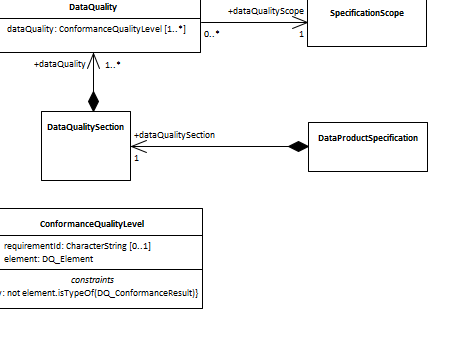 DataQuality
dataQuality: ConformanceQualityLevel [1..*]
+dataQualityScope
0..*
1
SpecificationScope
+dataQuality
1..*
DataQualitySection
+dataQualitySection
1
DataProductSpecification
ConformanceQualityLevel
requirementId: CharacterString [0..1]
element: DQ_Element
constraints
: not element.isTypeOf(DQ_ConformanceResult)}